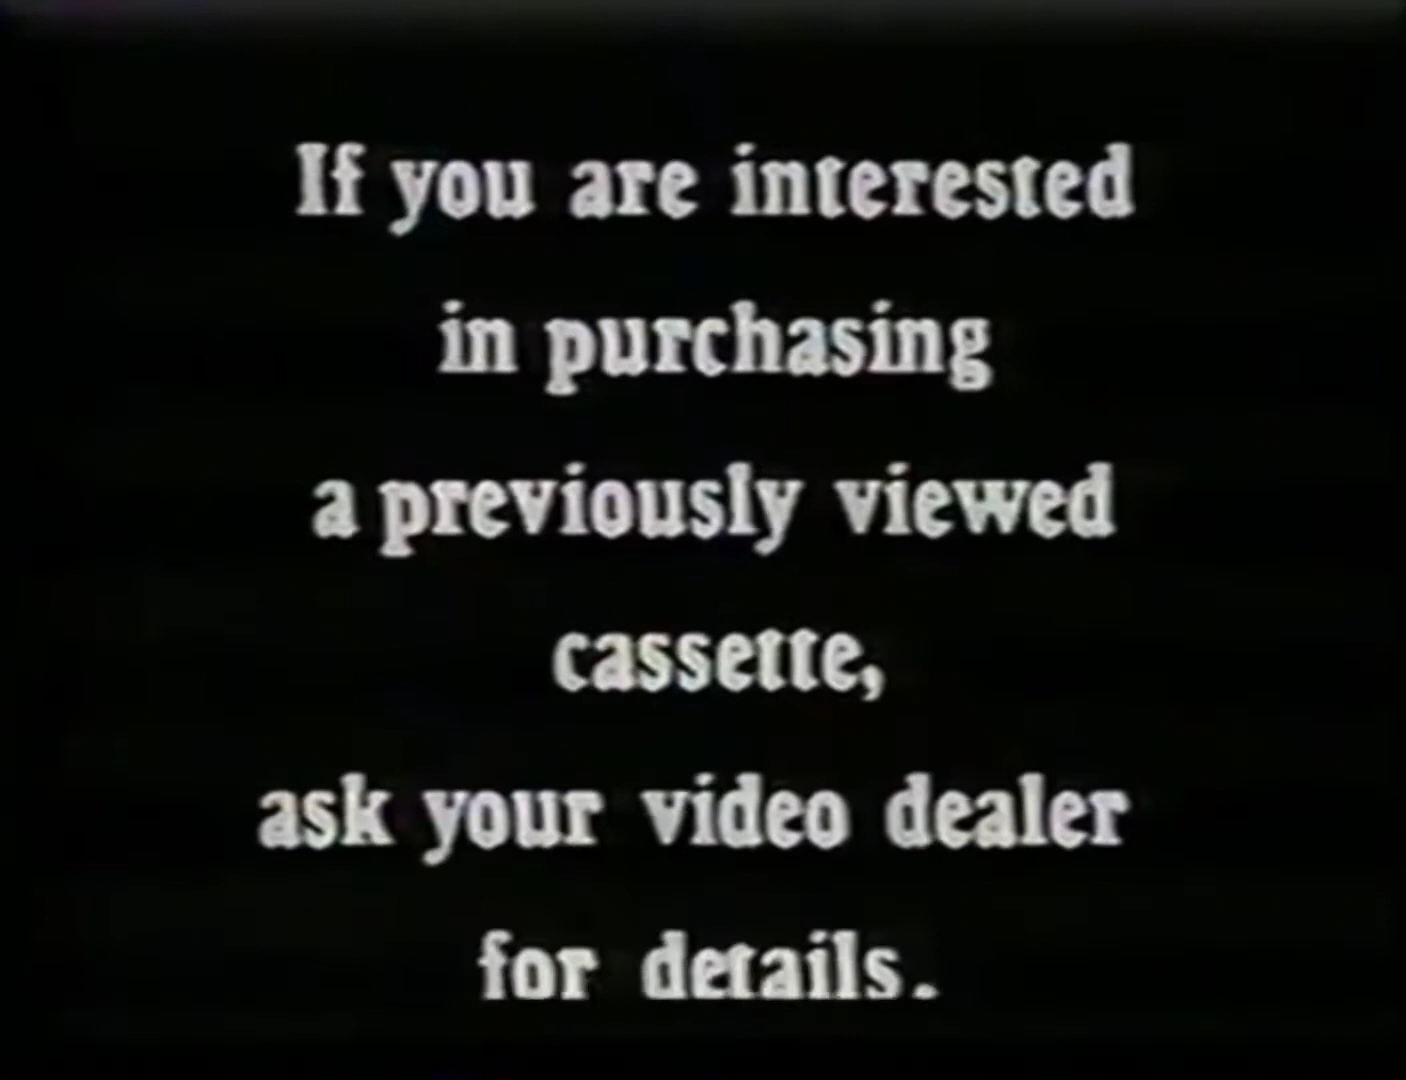 If you are interested
in purchasing
a previously viewed
cassette,
ask your video dealer
for details.